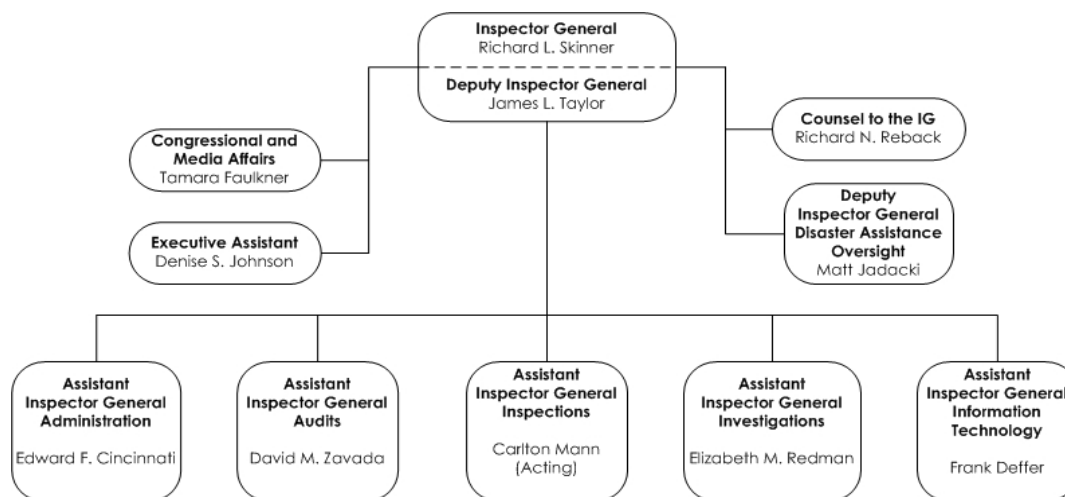 Inspector General
Richard L. Skinner
Deputy Inspector General
James L. Taylor
Congressional and
Media Affairs
Tamara Faulkner
Executive Assistant
Denise S. Johnson
Counsel to the IG
Richard N. Reback
Deputy
Inspector General
Disaster Assistance
Oversight
Matt Jadacki
Assistant
Inspector General
Administration
Edward F. Cincinnati
Assistant
Inspector General
Audits
David M. Zavada
Assistant
Inspector General
Inspections
Carlton Mann
(Acting)
Assistant
Inspector General
Investigations
Elizabeth M. Redman
Assistant
Inspector General
Information
Technology
Frank Deffer